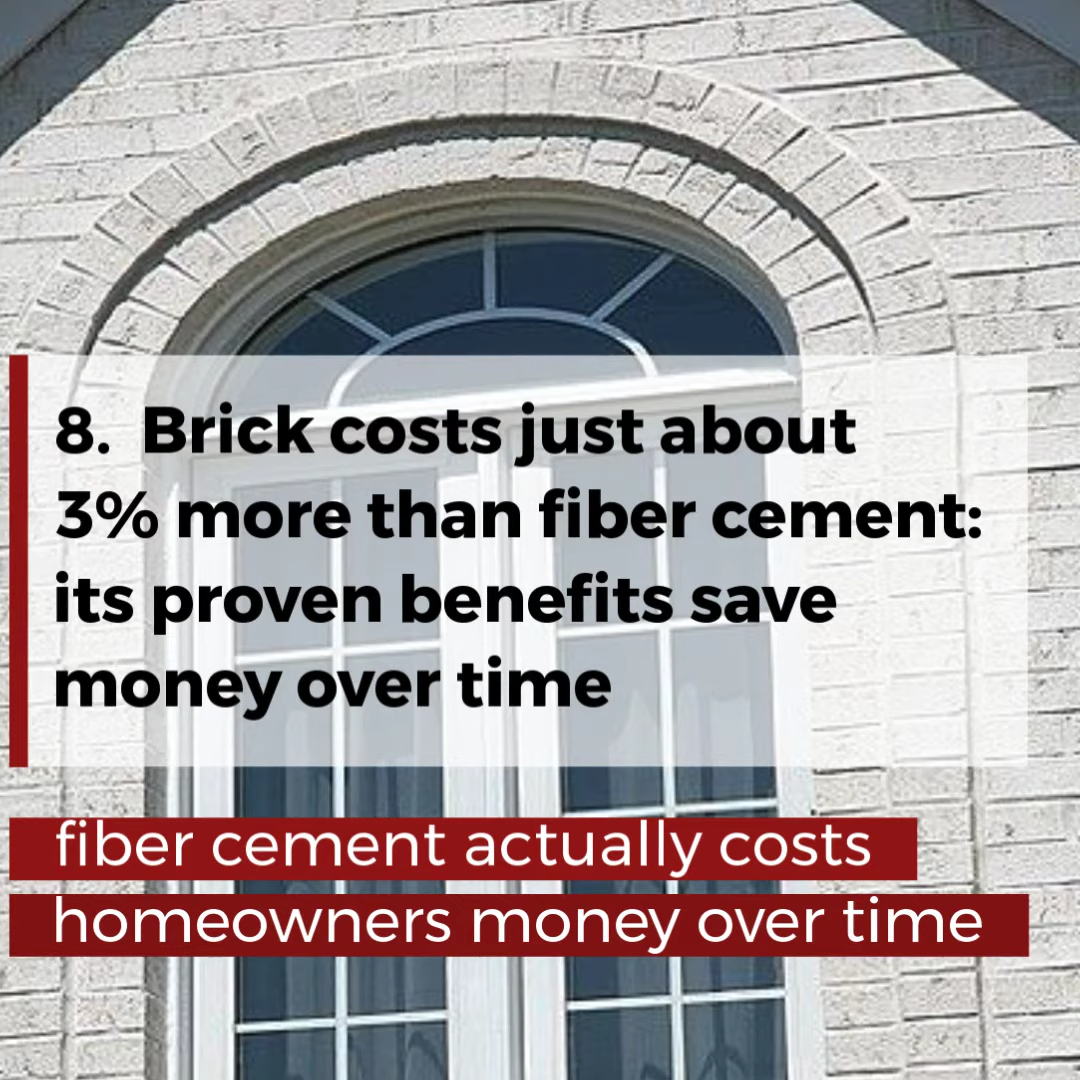 8. Brick costs just about
3% more than fiber cement:
its proven benefits save
money over time
fiber cement actually costs
homeowners money over time